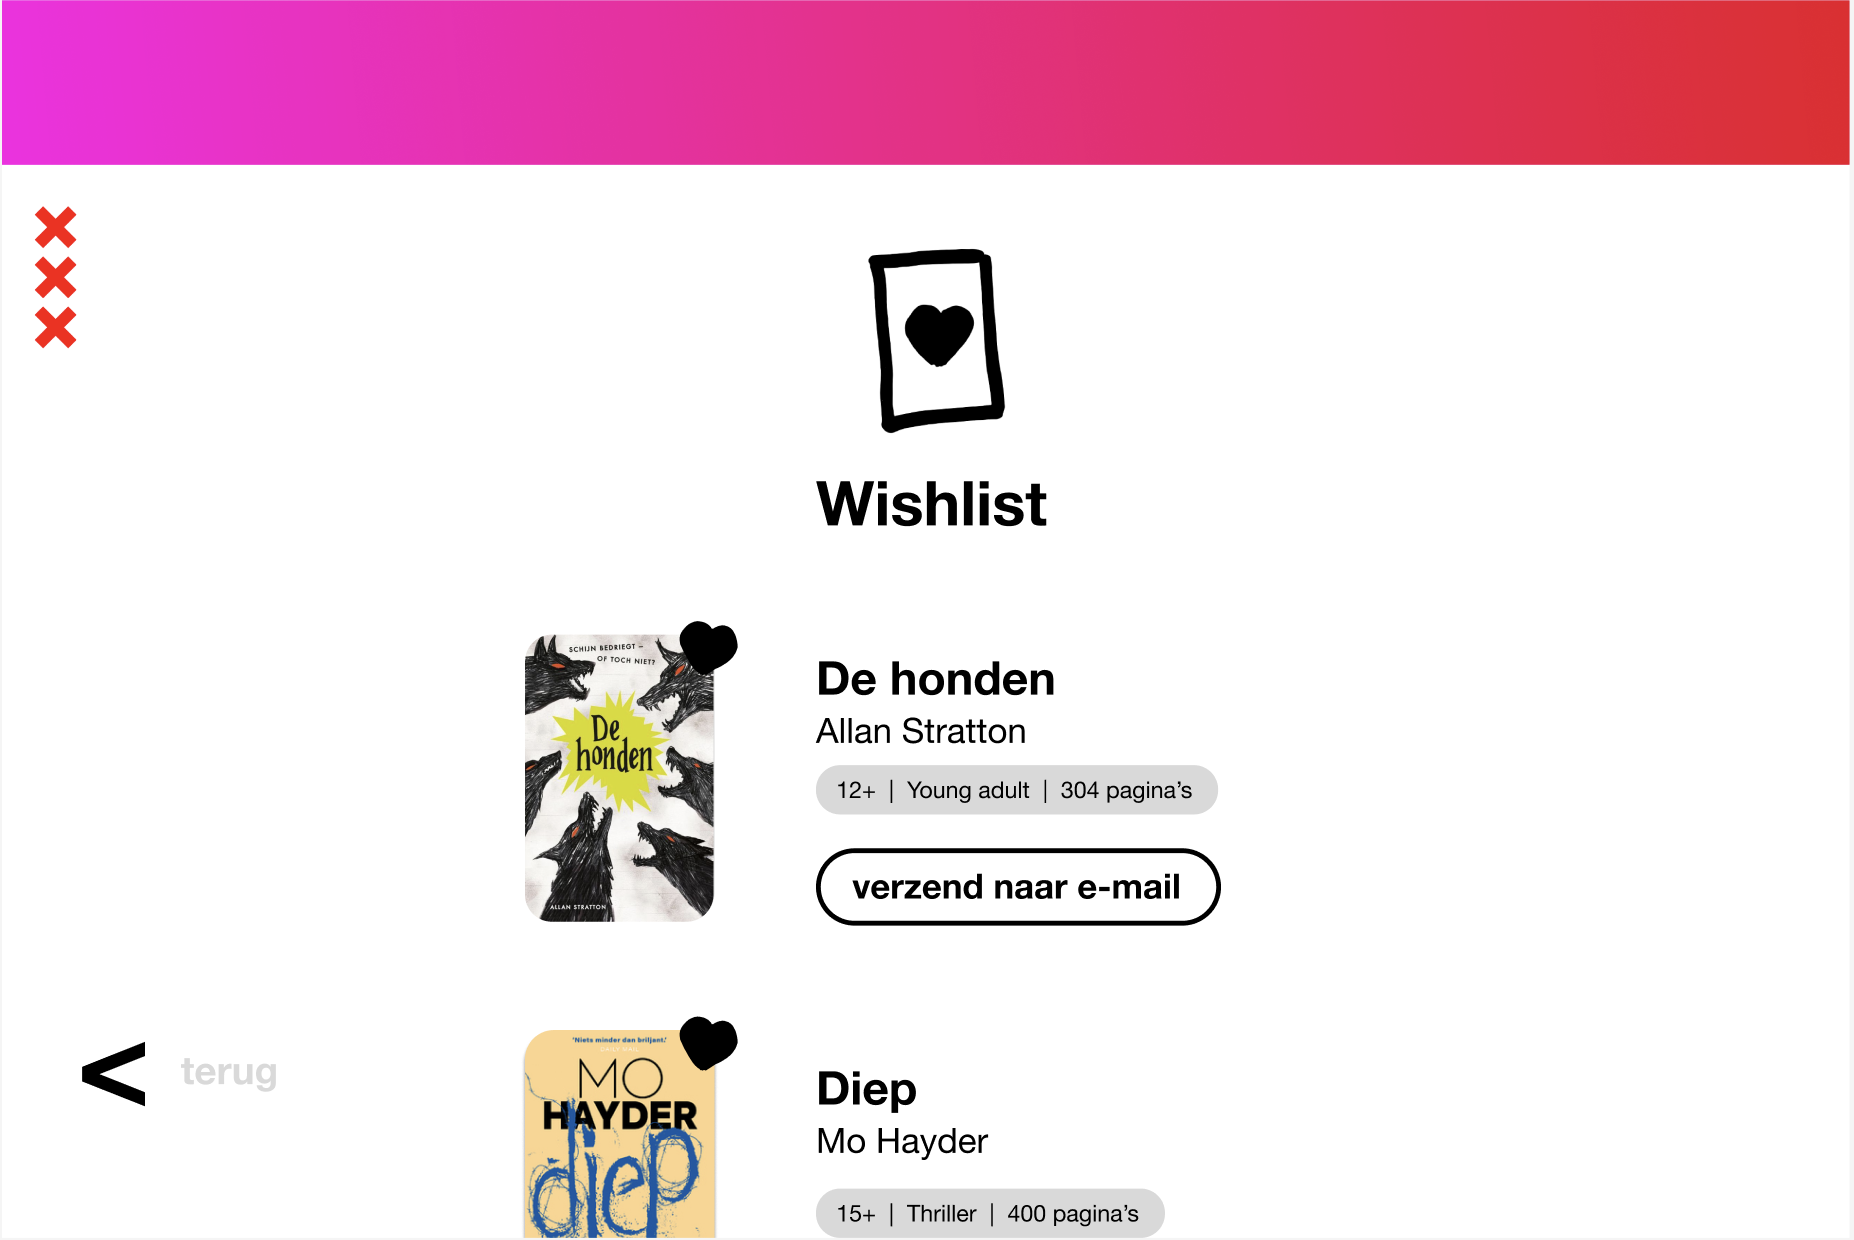 Wishlist
SCHIJN BEDRIEGT –
OF TOCH NIET?
De
honden
ALLAN STRATTON
De honden
Allan Stratton
12+ | Young adult | 304 pagina’s
verzend naar e-mail
< terug
‘Niets minder dan briljant.’
MO
HAYDER
diep
Diep
Mo Hayder
15+ | Thriller | 400 pagina’s